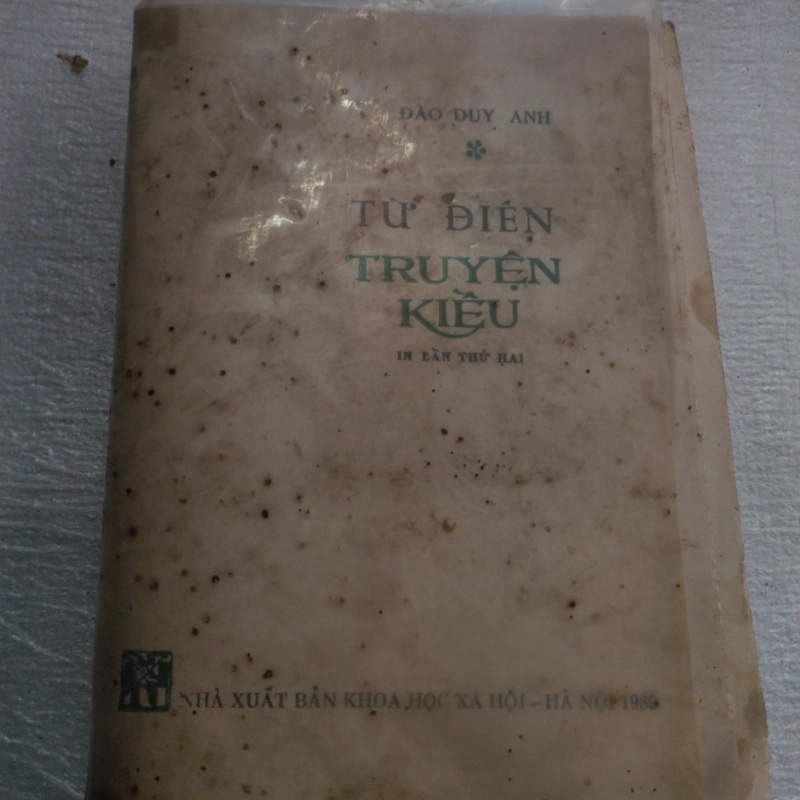 ĐÀO DUY ANH
TỪ ĐIỂN
TRUYỆN
KIỀU
IN LẦN THỨ HAI
NHÀ XUẤT BẢN KHOA HỌC XÃ HỘI – HÀ NỘI 1989